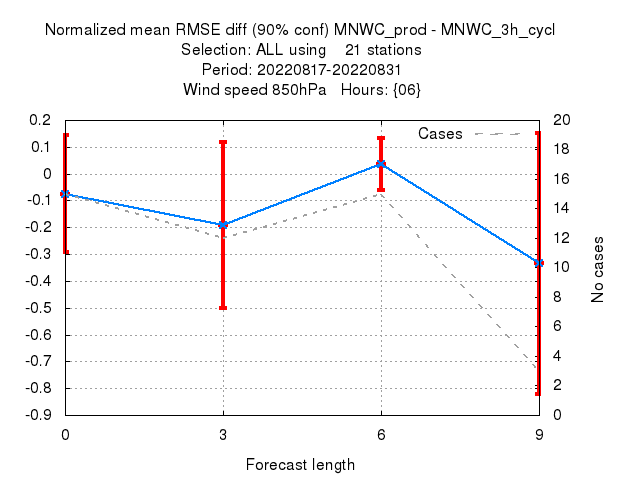 Normalized mean RMSE diff (90% conf) MNWC_prod - MNWC_3h_cycl
Selection: ALL using 21 stations
Period: 20220817-20220831
Wind speed 850hPa Hours: {06}
Cases
0.2
0.1
0
-0.1
-0.2
-0.3
-0.4
-0.5
-0.6
-0.7
-0.8
-0.9
20
18
16
14
12
10
8
6
4
2
0
No cases
0 3 6 9
Forecast length